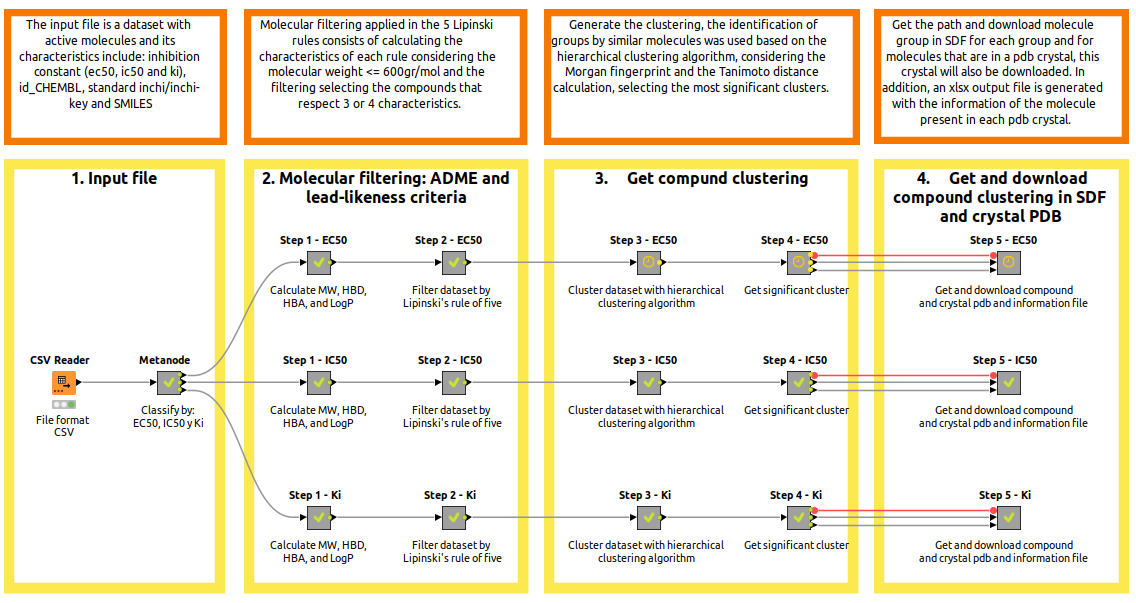 The input file is a dataset with
active molecules and its
characteristics include: inhibition
constant (ec50, ic50 and ki),
id_CHEMBL, standard inchi/inchi-
key and SMILES
Molecular filtering applied in the 5 Lipinski
rules consists of calculating the
characteristics of each rule considering the
molecular weight <= 600gr/mol and the
filtering selecting the compounds that
respect 3 or 4 characteristics.
Generate the clustering, the identification of
groups by similar molecules was used based on the
hierarchical clustering algorithm, considering the
Morgan fingerprint and the Tanimoto distance
calculation, selecting the most significant clusters.
Get the path and download molecule
group in SDF for each group and for
molecules that are in a pdb crystal, this
crystal will also be downloaded. In
addition, an xlsx output file is generated
with the information of the molecule
present in each pdb crystal.
1. Input file
2. Molecular filtering: ADME and
lead-likeness criteria
3. Get compund clustering
4. Get and download
compound clustering in SDF
and crystal PDB
Step 1 - EC50
Calculate MW, HBD,
HBA, and LogP
Step 2 - EC50
Filter dataset by
Lipinski's rule of five
Step 3 - EC50
Cluster dataset with hierarchical
clustering algorithm
Step 4 - EC50
Get significant cluster
Step 5 - EC50
Get and download compound
and crystal pdb and information file
CSV Reader
File format
CSV
Metanode
Classify by:
EC50, IC50 y Ki
Step 1 - IC50
Calculate MW, HBD,
HBA, and LogP
Step 2 - IC50
Filter dataset by
Lipinski's rule of five
Step 3 - IC50
Cluster dataset with hierarchical
clustering algorithm
Step 4 - IC50
Get significant cluster
Step 5 - IC50
Get and download compound
and crystal pdb and information file
Step 1 - Ki
Calculate MW, HBD,
HBA, and LogP
Step 2 - Ki
Filter dataset by
Lipinski's rule of five
Step 3 - Ki
Cluster dataset with hierarchical
clustering algorithm
Step 4 - Ki
Get significant cluster
Step 5 - Ki
Get and download compound
and crystal pdb and information file